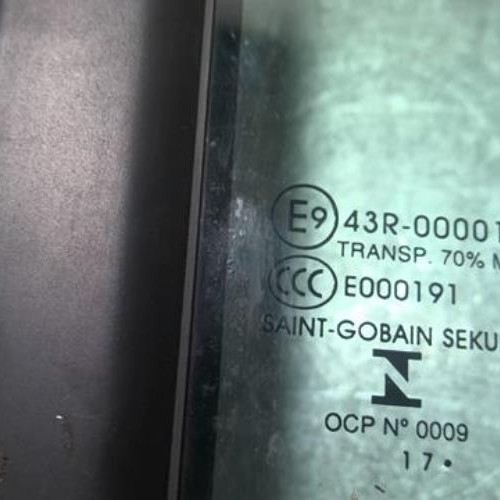 E9 43R-00001
TRANSP. 70% M
CCC E000191
SAINT-GOBAIN SEKU
OCP Nº 0009
17•